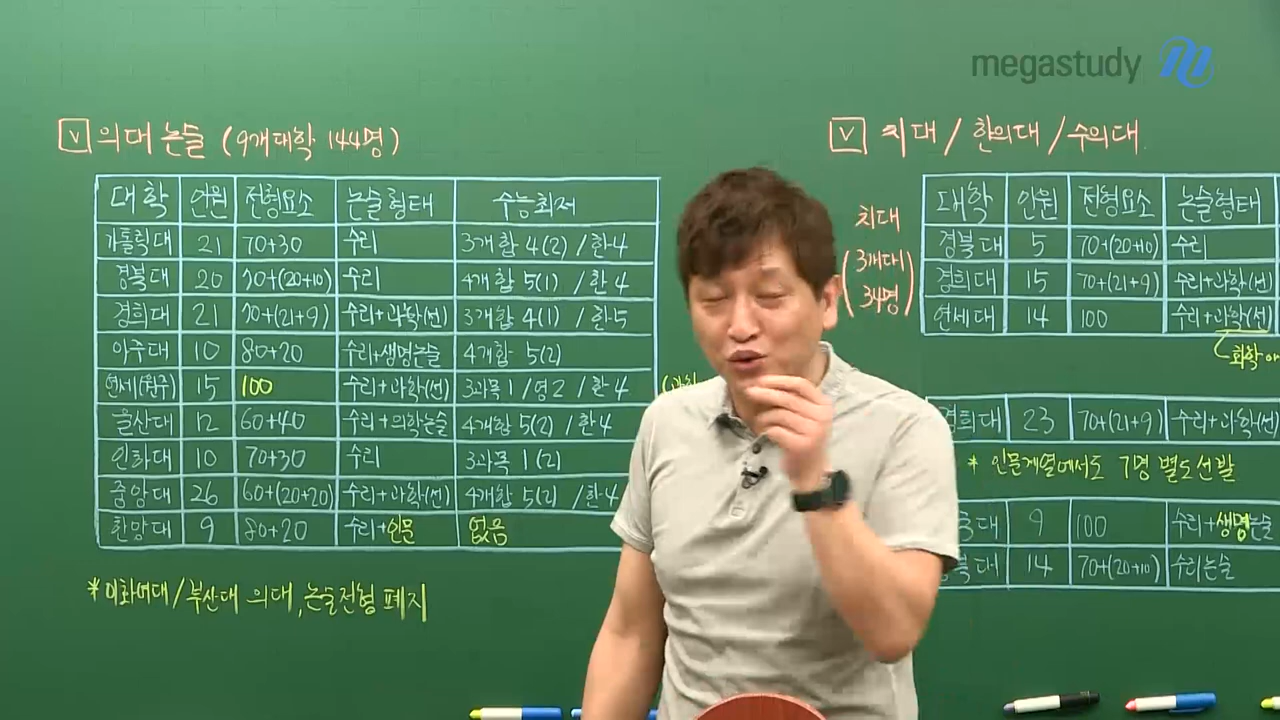 megastudy
V 의대 논술 (9개대학 144명)
대학 인원 전형요소 논술형태 수능최저
가톨릭대 21 70+30 수리 3개합 4(2) / 한4
경북대 20 70+(20+10) 수리 4개합 5(1) / 한4
경희대 21 70+(21+9) 수리+과학(선) 3개합 4(1) / 한5
아주대 10 80+20 수리+생명논술 4개합 5(2)
연세(원주) 15 100 수리+과학(선) 3과목 1 / 영2 / 한4
울산대 12 60+40 수리+의학논술 4개합 5(2) / 한4
인하대 10 70+30 수리 3과목 1(2)
중앙대 26 60+(20+20) 수리+과학(선) 4개합 5(2) / 한4
한양대 9 80+20 수리+인문 없음
*이화여대/부산대 의대, 논술전형 폐지
V 치대 / 한의대 / 수의대
치대
(3개대
34명)
대학 인원 전형요소 논술형태
경북대 5 70+(20+10) 수리
경희대 15 70+(21+9) 수리+과학(선)
연세대 14 100 수리+과학(선)
화학
경희대 23 70+(21+9) 수리+과학(선)
* 인문계열에서도 7명 별도선발
대 9 100 수리+생명논술
북대 14 70+(20+10) 수리논술